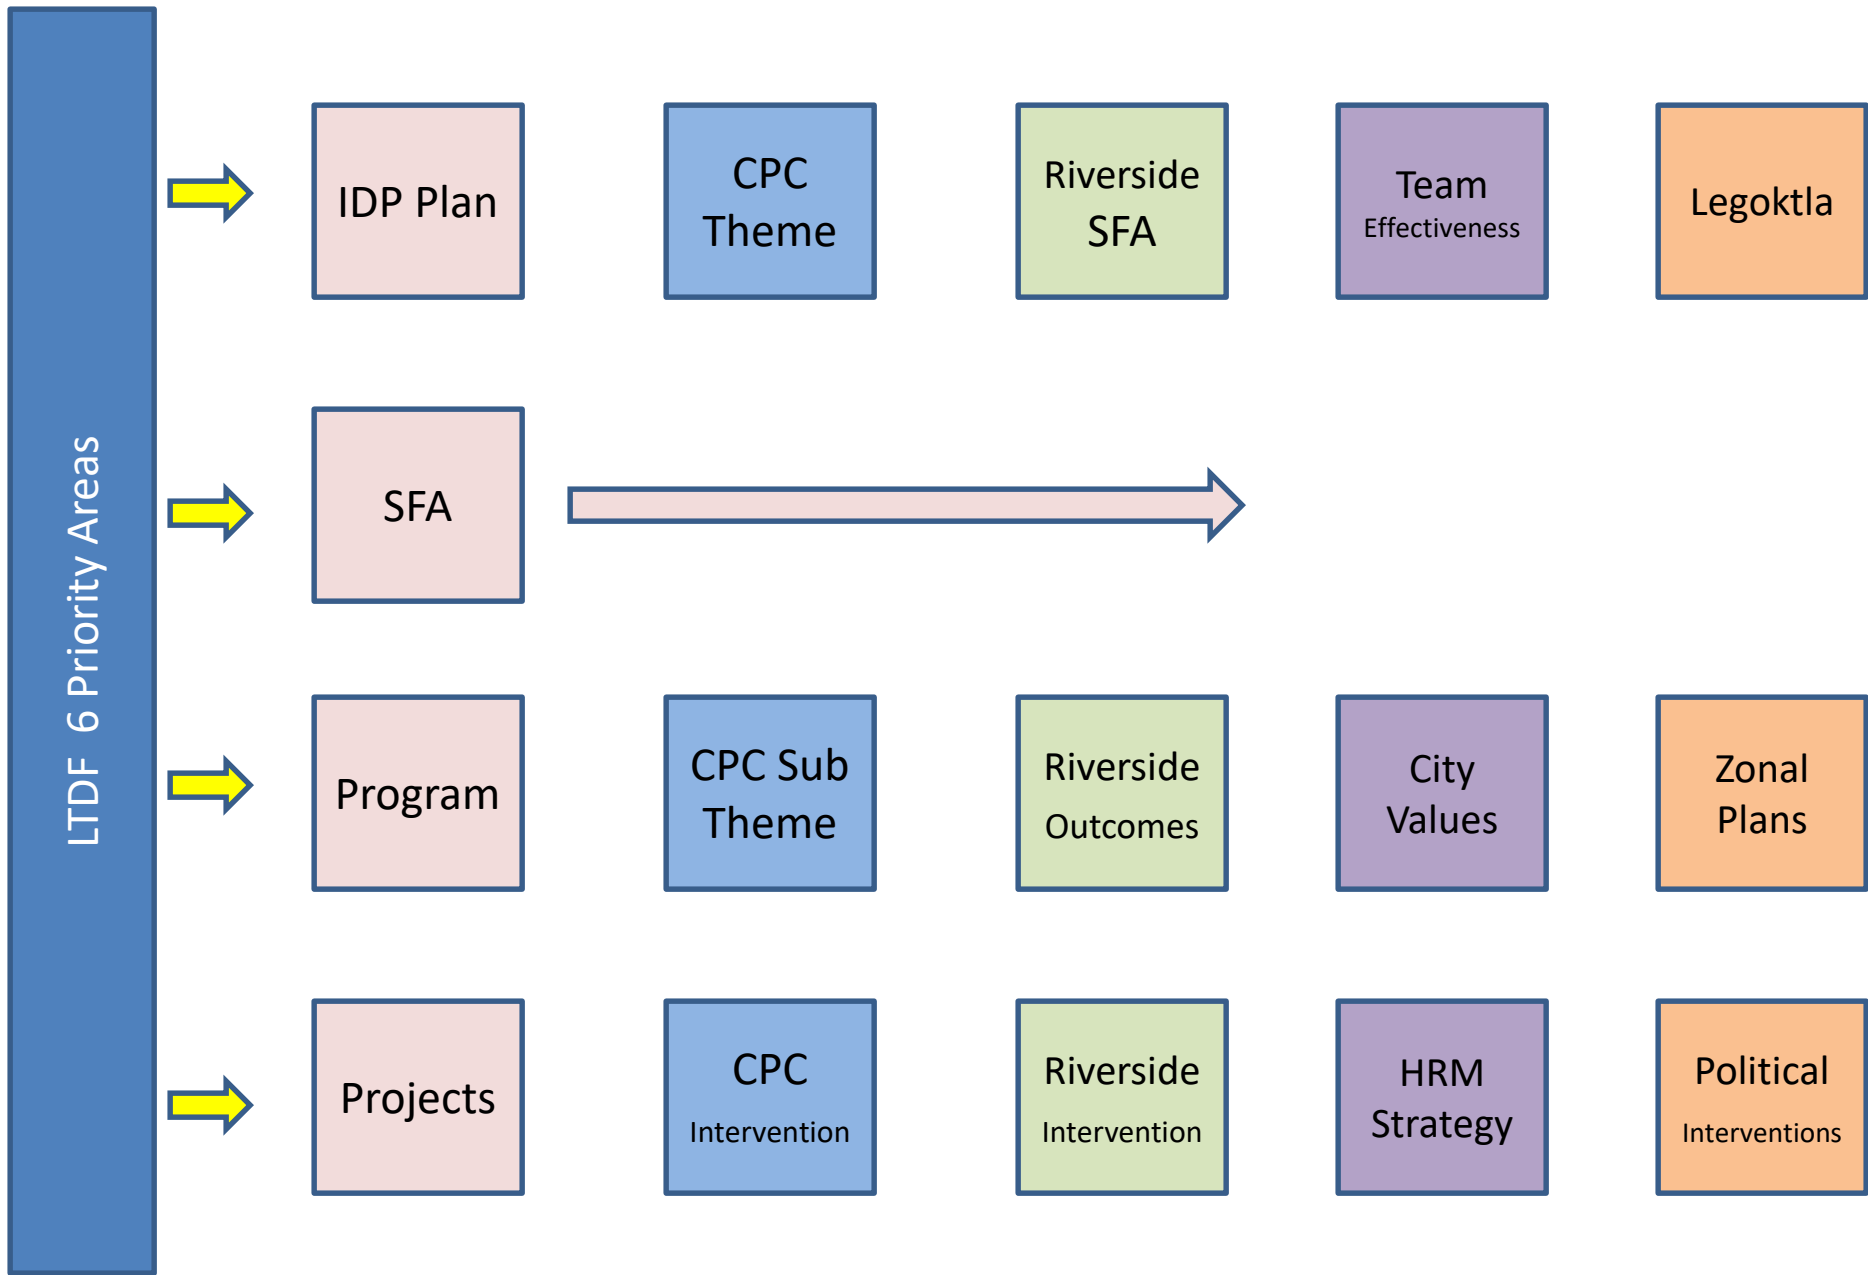 LTDF 6 Priority Areas
IDP Plan
CPC
Theme
Riverside
SFA
Team
Effectiveness
Legoktla
SFA
Program
CPC Sub
Theme
Riverside
Outcomes
City
Values
Zonal
Plans
Projects
CPC
Intervention
Riverside
Intervention
HRM
Strategy
Political
Interventions